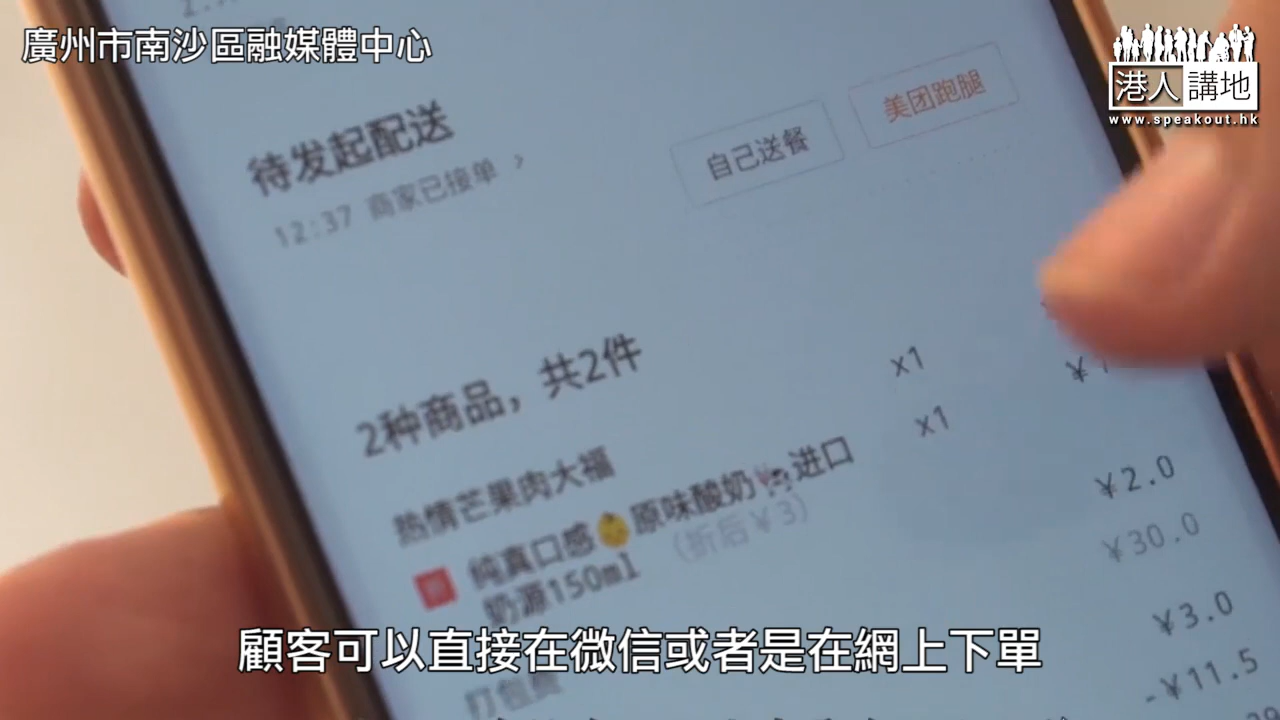 廣州市南沙區融媒體中心
港人講地
www.speakout.hk
待发起配送
12:37 商家已接单 >
自己送餐
美团跑腿
2种商品，共2件
热情芒果肉大福
x1
纯真口感👶原味酸奶🐄进口
x1
奶源150ml
(折后￥3)
￥2.0
￥30.0
打包费
￥3.0
-￥11.5
顧客可以直接在微信或者是在網上下單